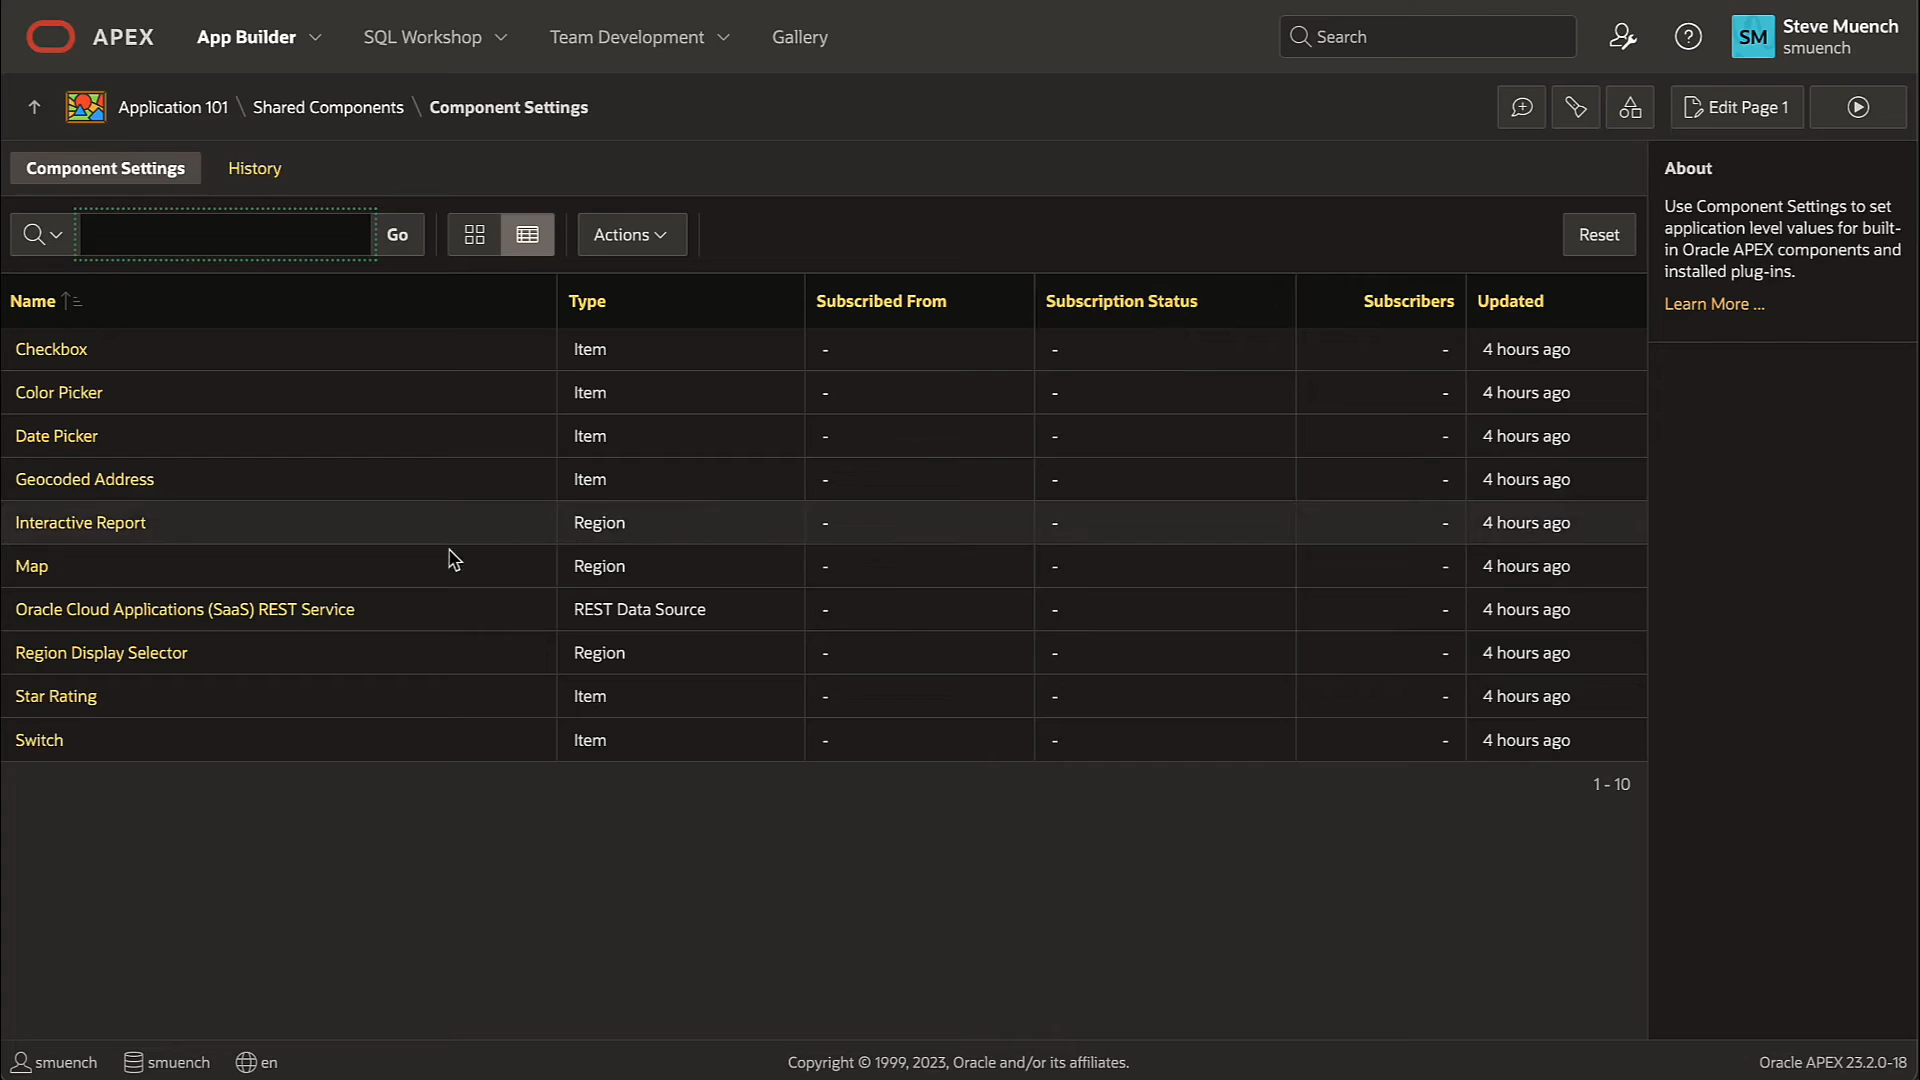 APEX App Builder SQL Workshop Team Development Gallery Search SM Steve Muench
smuench
Application 101 \ Shared Components \ Component Settings Edit Page 1
Component Settings History
Go Actions Reset
Name Type Subscribed From Subscription Status Subscribers Updated
Checkbox Item - - - 4 hours ago
Color Picker Item - - - 4 hours ago
Date Picker Item - - - 4 hours ago
Geocoded Address Item - - - 4 hours ago
Interactive Report Region - - - 4 hours ago
Map Region - - - 4 hours ago
Oracle Cloud Applications (SaaS) REST Service REST Data Source - - - 4 hours ago
Region Display Selector Region - - - 4 hours ago
Star Rating Item - - - 4 hours ago
Switch Item - - - 4 hours ago
1 - 10
About
Use Component Settings to set
application level values for built-
in Oracle APEX components and
installed plug-ins.
Learn More ...
smuench smuench en Copyright © 1999, 2023, Oracle and/or its affiliates. Oracle APEX 23.2.0-18